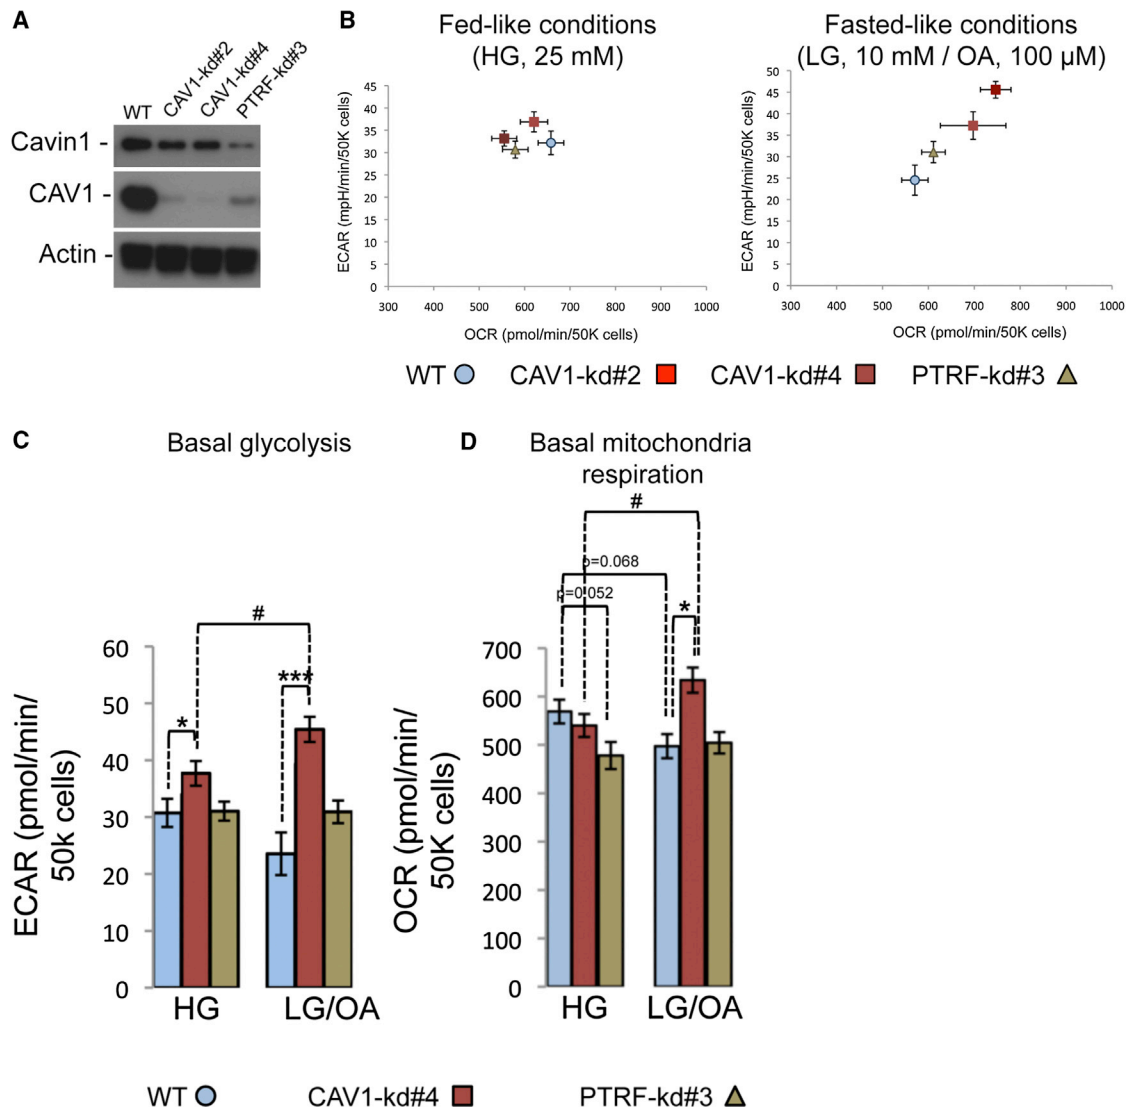 A
WT
CAV1-kd#2
CAV1-kd#4
PTRF-kd#3
Cavin1 -
CAV1 -
Actin -
B
Fed-like conditions
(HG, 25 mM)
ECAR (mpH/min/50K cells)
45
40
35
30
25
20
15
10
5
0
300 400 500 600 700 800 900 1000
OCR (pmol/min/50K cells)
Fasted-like conditions
(LG, 10 mM / OA, 100 µM)
ECAR (mpH/min/50K cells)
50
45
40
35
30
25
20
15
10
5
0
300 400 500 600 700 800 900 1000
OCR (pmol/min/50K cells)
WT CAV1-kd#2 CAV1-kd#4 PTRF-kd#3
C
Basal glycolysis
#
***
*
ECAR (pmol/min/
50k cells)
60
50
40
30
20
10
0
HG LG/OA
D
Basal mitochondria
respiration
#
p=0.068
p=0.052
*
OCR (pmol/min/
50K cells)
700
600
500
400
300
200
100
0
HG LG/OA
WT CAV1-kd#4 PTRF-kd#3